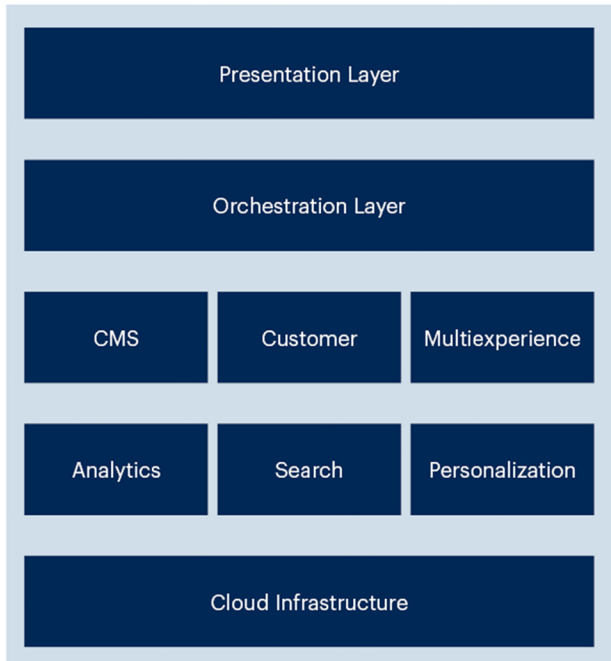 Presentation Layer
Orchestration Layer
CMS
Customer
Multiexperience
Analytics
Search
Personalization
Cloud Infrastructure